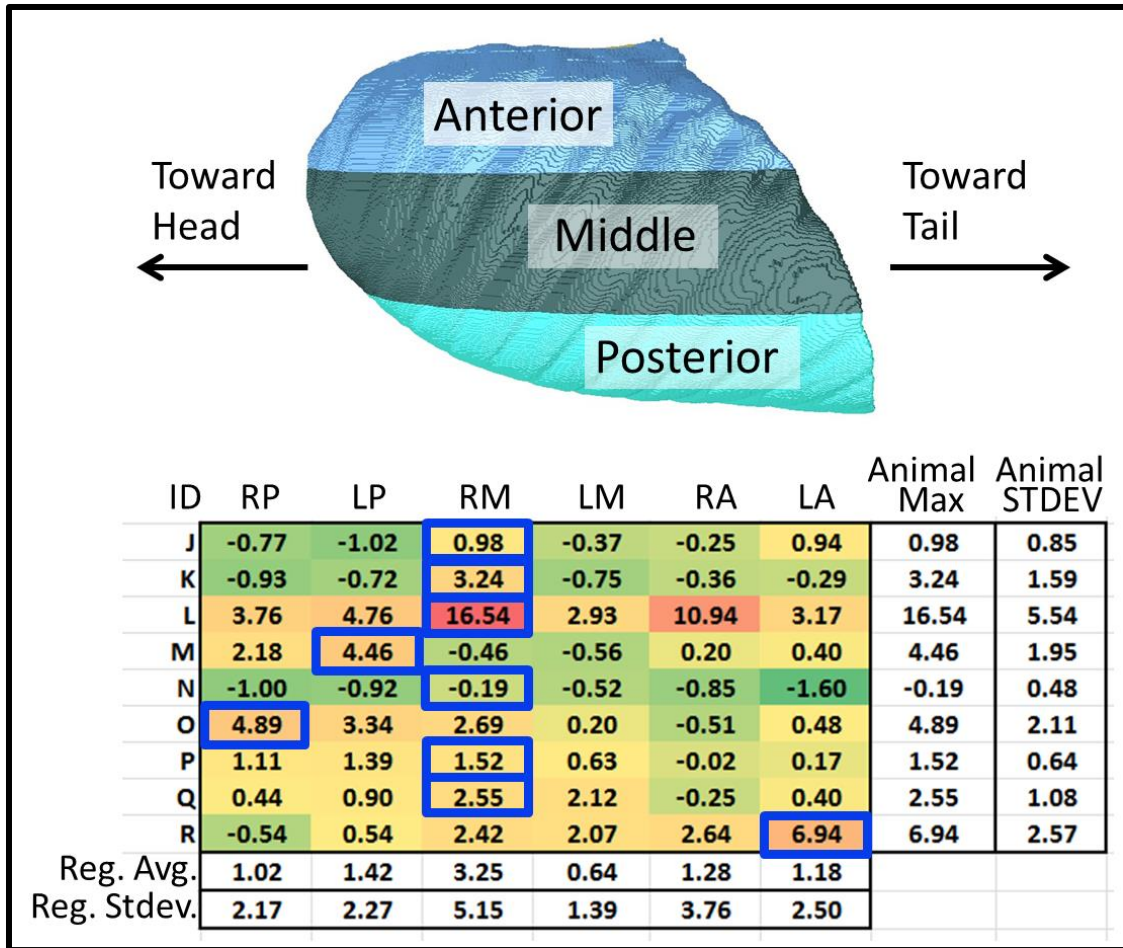 Anterior
Toward Head
Middle
Toward Tail
Posterior
ID RP LP RM LM RA LA Animal Max Animal STDEV
J -0.77 -1.02 0.98 -0.37 -0.25 0.94 0.98 0.85
K -0.93 -0.72 3.24 -0.75 -0.36 -0.29 3.24 1.59
L 3.76 4.76 16.54 2.93 10.94 3.17 16.54 5.54
M 2.18 4.46 -0.46 -0.56 0.20 0.40 4.46 1.95
N -1.00 -0.92 -0.19 -0.52 -0.85 -1.60 -0.19 0.48
O 4.89 3.34 2.69 0.20 -0.51 0.48 4.89 2.11
P 1.11 1.39 1.52 0.63 -0.02 0.17 1.52 0.64
Q 0.44 0.90 2.55 2.12 -0.25 0.40 2.55 1.08
R -0.54 0.54 2.42 2.07 2.64 6.94 6.94 2.57
Reg. Avg. 1.02 1.42 3.25 0.64 1.28 1.18
Reg. Stdev. 2.17 2.27 5.15 1.39 3.76 2.50